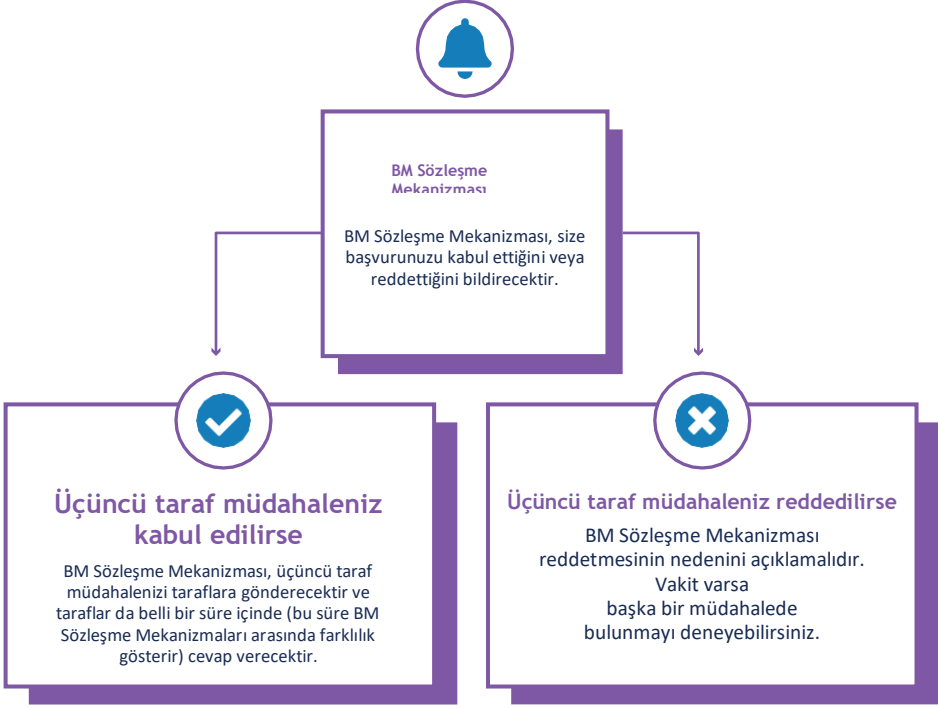 BM Sözleşme
Mekanizması
BM Sözleşme Mekanizması, size
başvurunuzu kabul ettiğini veya
reddettiğini bildirecektir.
Üçüncü taraf müdahaleniz
kabul edilirse
BM Sözleşme Mekanizması, üçüncü taraf
müdahalenizi taraflara gönderecektir ve
taraflar da belli bir süre içinde (bu süre BM
Sözleşme Mekanizmaları arasında farklılık
gösterir) cevap verecektir.
Üçüncü taraf müdahaleniz reddedilirse
BM Sözleşme Mekanizması
reddetmesinin nedenini açıklamalıdır.
Vakit varsa
başka bir müdahalede
bulunmayı deneyebilirsiniz.